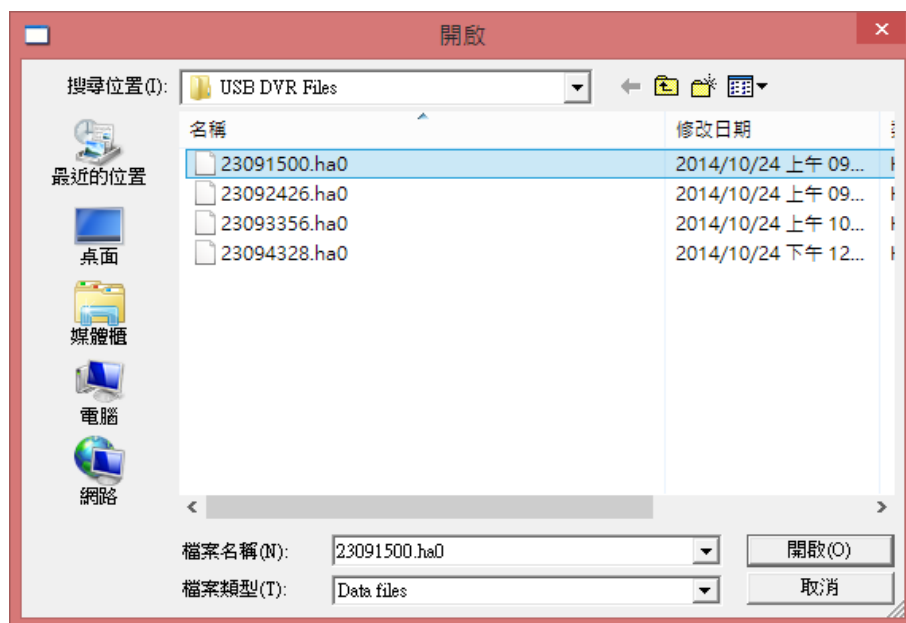 開啟
搜尋位置(I): USB DVR Files
名稱 修改日期
23091500.ha0 2014/10/24 上午 09...
23092426.ha0 2014/10/24 上午 09...
23093356.ha0 2014/10/24 上午 10...
23094328.ha0 2014/10/24 下午 12...
最近的位置
桌面
媒體櫃
電腦
網路
檔案名稱(N): 23091500.ha0 開啟(O)
檔案類型(T): Data files 取消